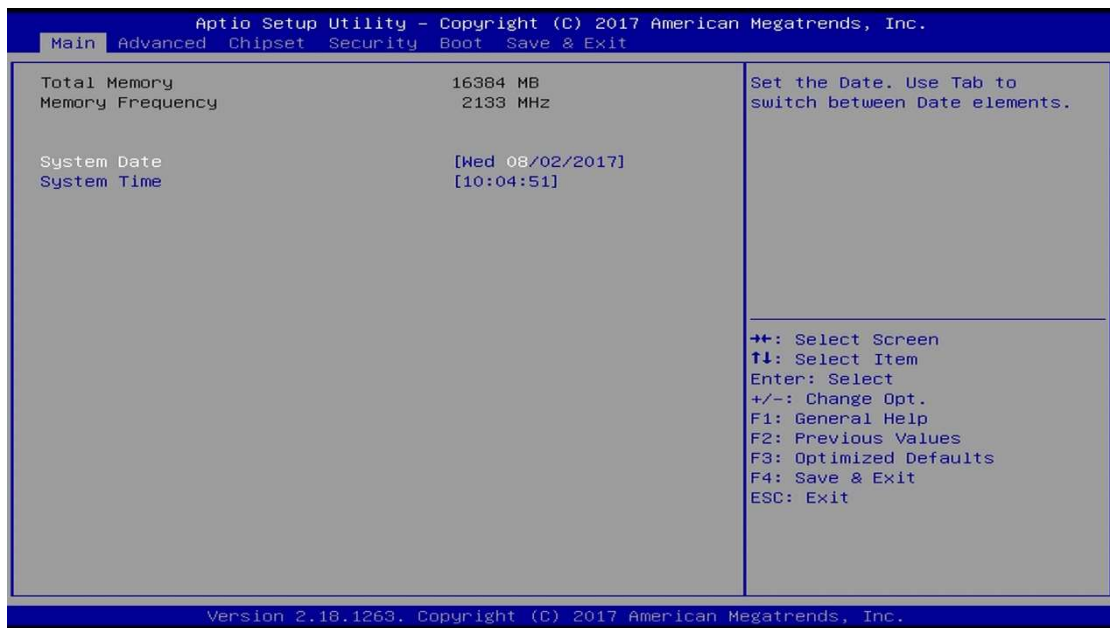 Aptio Setup Utility – Copyright (C) 2017 American Megatrends, Inc.
Main Advanced Chipset Security Boot Save & Exit
Total Memory 16384 MB
Memory Frequency 2133 MHz
System Date [Wed 08/02/2017]
System Time [10:04:51]
Set the Date. Use Tab to
switch between Date elements.
→←: Select Screen
↑↓: Select Item
Enter: Select
+/-: Change Opt.
F1: General Help
F2: Previous Values
F3: Optimized Defaults
F4: Save & Exit
ESC: Exit
Version 2.18.1263. Copyright (C) 2017 American Megatrends, Inc.